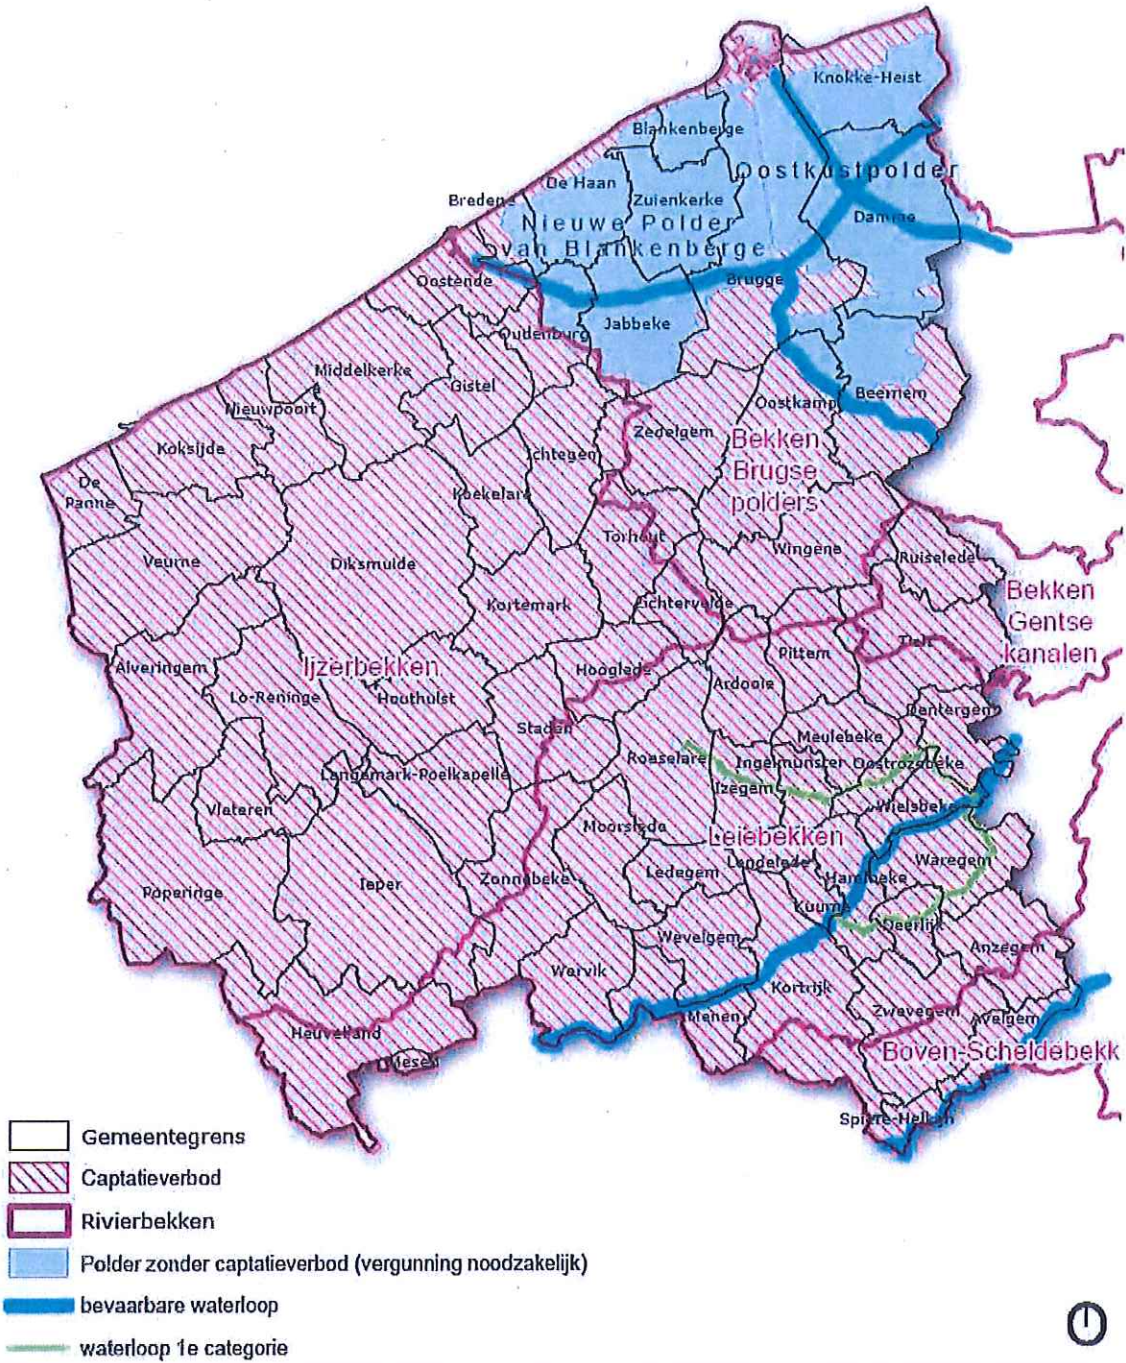 Knokke-Heist
Blankenberge
Oostkustpolder
De Haan
Zuienkerke
Bredene
Damme
Nieuwe Polder
van Blankenberge
Oostende
Brugge
Oudenburg
Jabbeke
Middelkerke
Gistel
Beernem
Nieuwpoort
Oostkamp
Koksijde
Zedelgem
Bekken
Brugse
polders
Ichtegem
De
Panne
Koekelare
Torhout
Wingene
Ruiselede
Veurne
Diksmulde
Bekken
Gentse
kanalen
Kortemark
Lichtervelde
Tielt
Pittem
Alveringem
Ijzerbekken
Hooglede
Ardooie
Lo-Reninge
Houthulst
Dentergem
Staden
Meulebeke
Roeselare
Ingelmunster
Oostrozebeke
Langemark-Poelkapelle
Izegem
Vleteren
Wielsbeke
Moorslede
Leiebekken
Lendelede
Waregem
Ledegem
Harelbeke
Zonnebeke
Poperinge
Ieper
Kuurne
Deerlijk
Wevelgem
Anzegem
Wervik
Kortrijk
Zwevegem
Menen
Avelgem
Heuvelland
Boven-Scheldebekk
Mesen
Spiere-Helkijn
Gemeentegrens
Captatieverbod
Rivierbekken
Polder zonder captatieverbod (vergunning noodzakelijk)
bevaarbare waterloop
waterloop 1e categorie